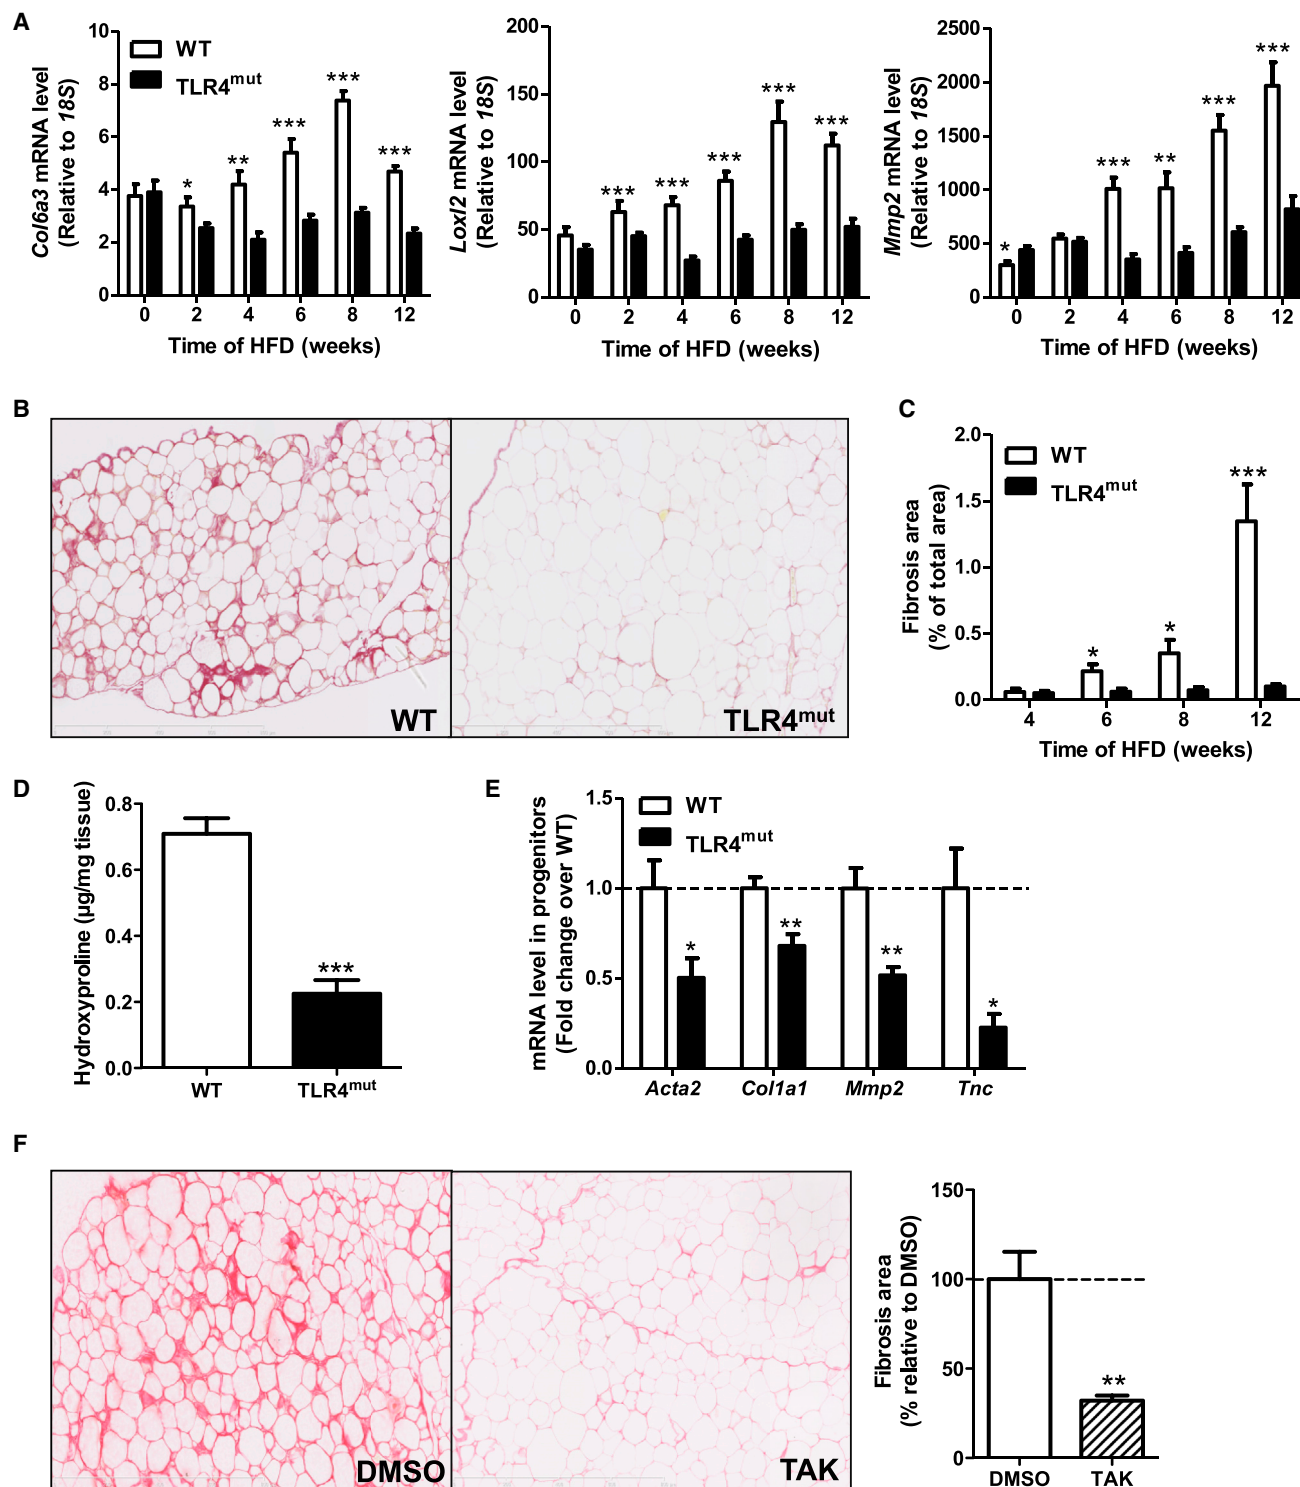 A
Col6a3 mRNA level
(Relative to 18S)
10
8
6
4
2
0
WT
TLR4mut
*
**
***
***
***
0 2 4 6 8 12
Time of HFD (weeks)
Loxl2 mRNA level
(Relative to 18S)
200
150
100
50
0
***
***
***
***
***
0 2 4 6 8 12
Time of HFD (weeks)
Mmp2 mRNA level
(Relative to 18S)
2500
2000
1500
1000
500
0
*
***
**
***
***
0 2 4 6 8 12
Time of HFD (weeks)
B
WT
TLR4mut
C
Fibrosis area
(% of total area)
2.0
1.5
1.0
0.5
0.0
WT
TLR4mut
*
*
***
4 6 8 12
Time of HFD (weeks)
D
Hydroxyproline (µg/mg tissue)
0.8
0.6
0.4
0.2
0.0
***
WT TLR4mut
E
mRNA level in progenitors
(Fold change over WT)
1.5
1.0
0.5
0.0
WT
TLR4mut
*
**
**
*
Acta2 Col1a1 Mmp2 Tnc
F
DMSO
TAK
Fibrosis area
(% relative to DMSO)
150
100
50
0
**
DMSO TAK